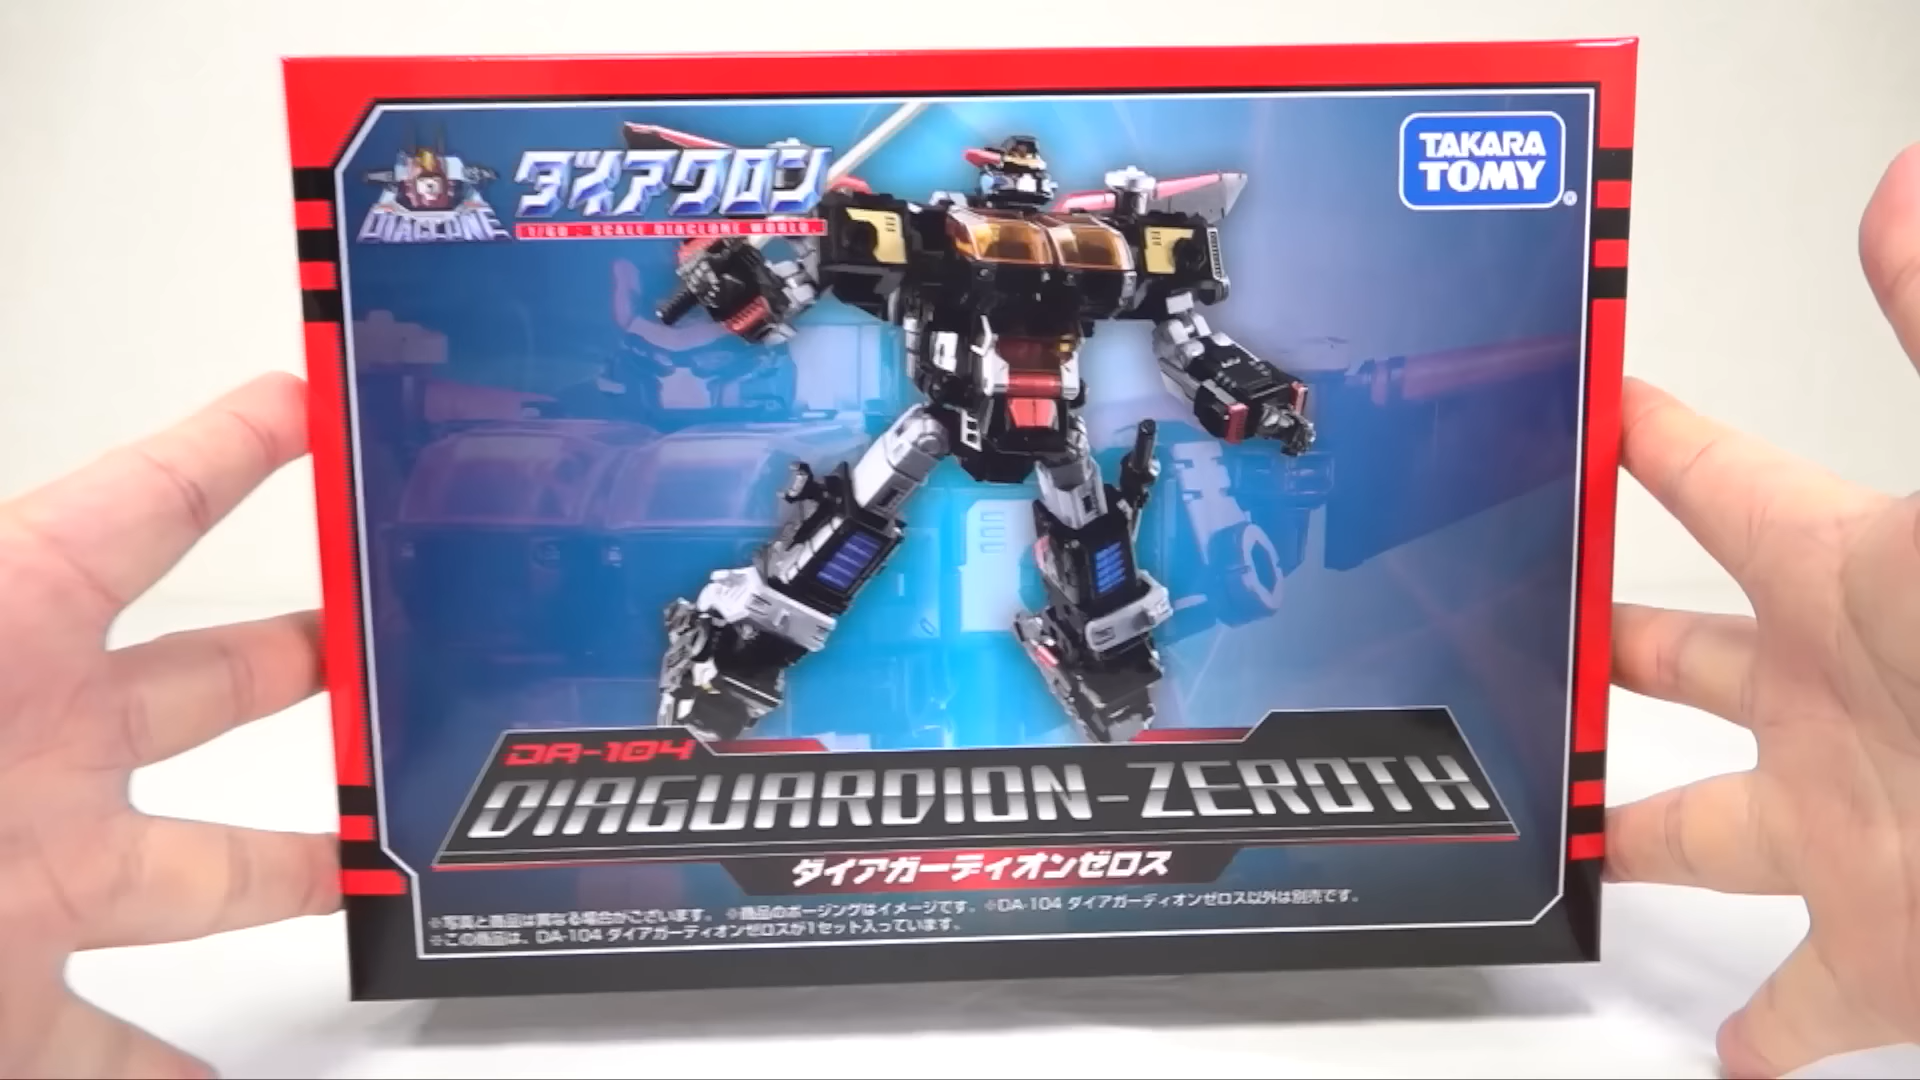 ダイアクロン
DIACLONE
1/60 : SCALE DIACLONE WORLD.
TAKARA
TOMY
DA-104
DIAGUARDION-ZEROTH
ダイアガーディオンゼロス
※写真と商品は異なる場合がございます。 ※商品のポージングはイメージです。 ※DA-104 ダイアガーディオンゼロス以外は別売です。
※この商品は、DA-104 ダイアガーディオンゼロスが1セット入っています。